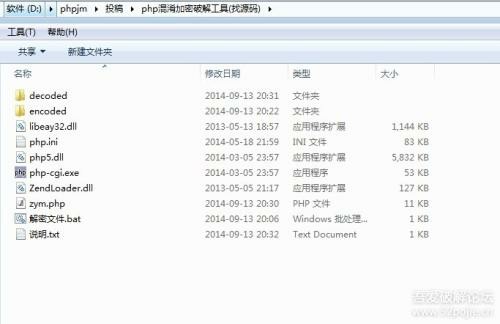 软件 (D:) ▸ phpjm ▸ 投稿 ▸ php混淆加密破解工具(找源码) ▸
工具(T) 帮助(H)
共享 ▼ 新建文件夹
名称 修改日期 类型 大小
decoded 2014-09-13 20:31 文件夹
encoded 2014-09-13 20:22 文件夹
libeay32.dll 2013-05-13 18:57 应用程序扩展 1,144 KB
php.ini 2014-05-18 21:59 INI 文件 83 KB
php5.dll 2014-03-05 23:57 应用程序扩展 5,832 KB
php-cgi.exe 2014-03-05 23:57 应用程序 53 KB
ZendLoader.dll 2013-05-05 21:17 应用程序扩展 127 KB
zym.php 2014-09-13 20:30 PHP 文件 11 KB
解密文件.bat 2014-09-13 20:06 Windows 批处理... 1 KB
说明.txt 2014-09-13 20:32 Text Document 1 KB
吾爱破解论坛
www.52pojie.cn